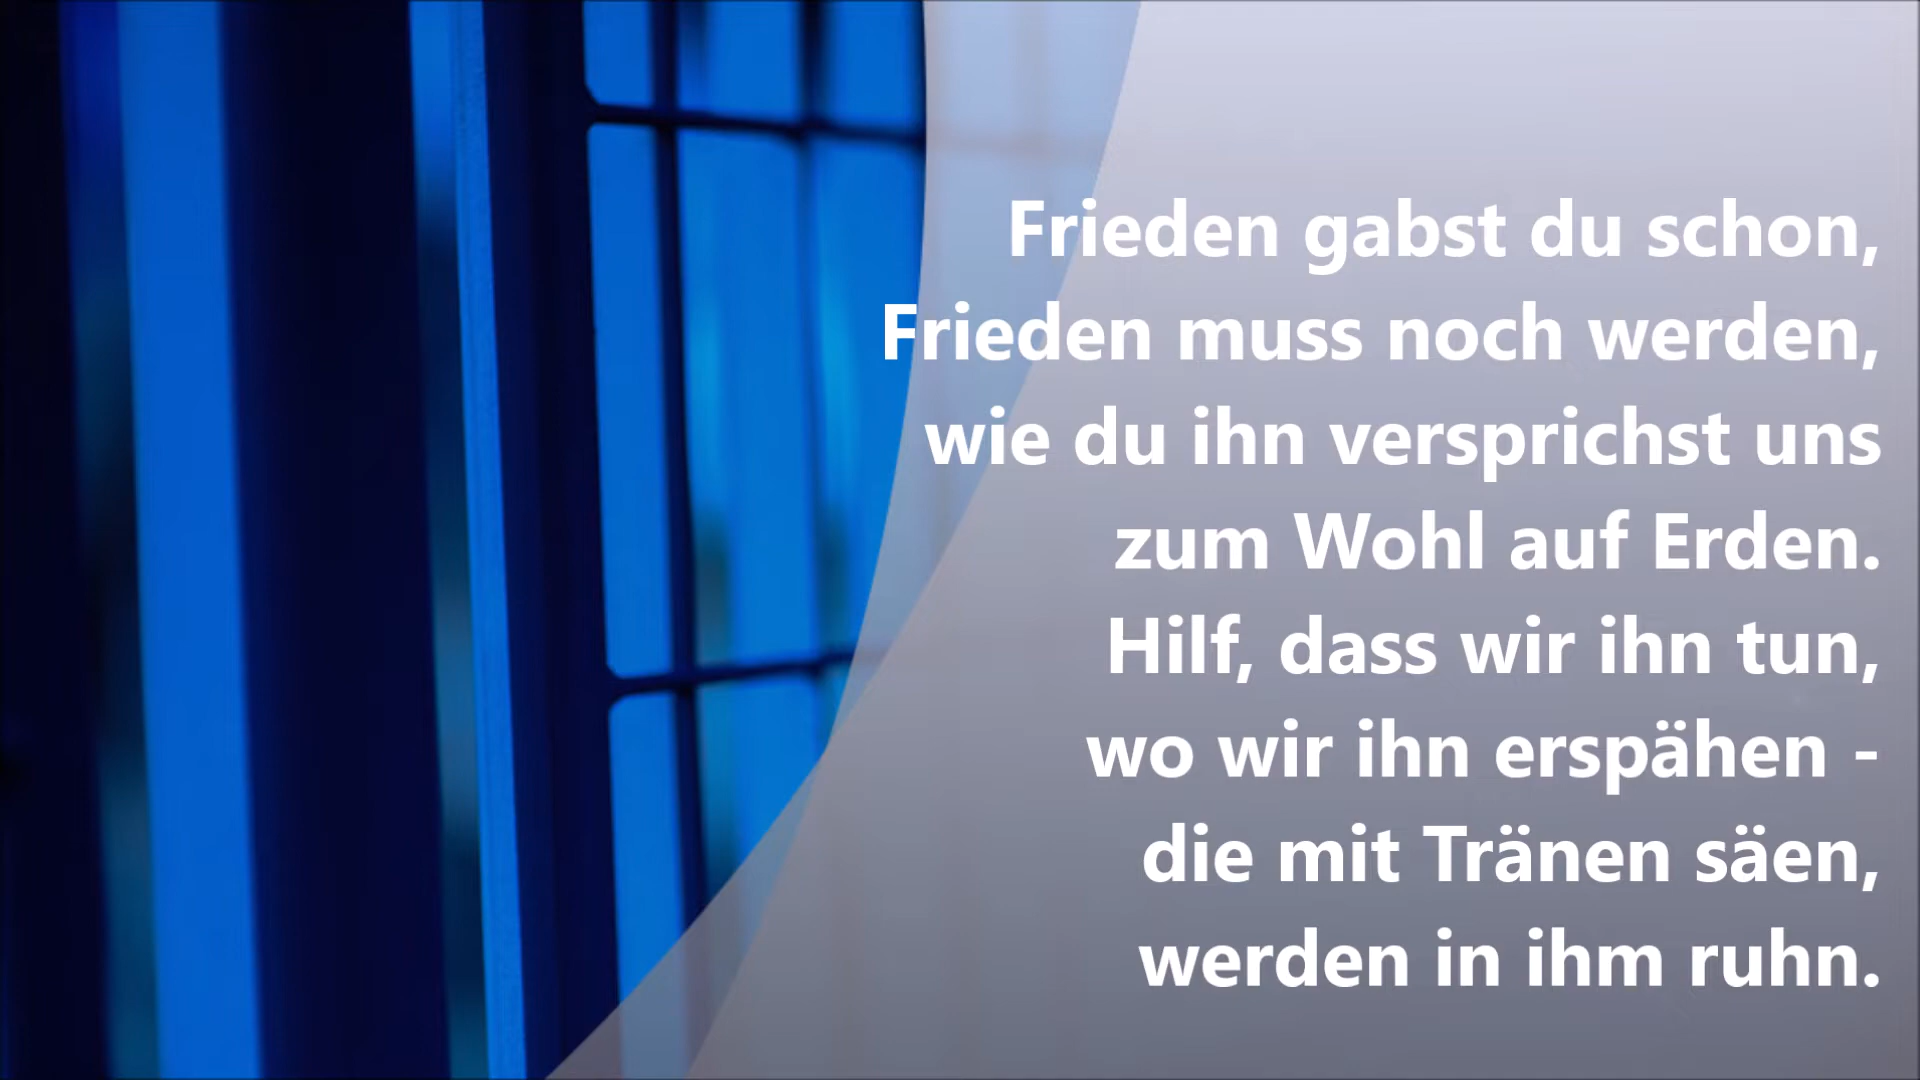 Frieden gabst du schon,
Frieden muss noch werden,
wie du ihn versprichst uns
zum Wohl auf Erden.
Hilf, dass wir ihn tun,
wo wir ihn erspähen -
die mit Tränen säen,
werden in ihm ruhn.